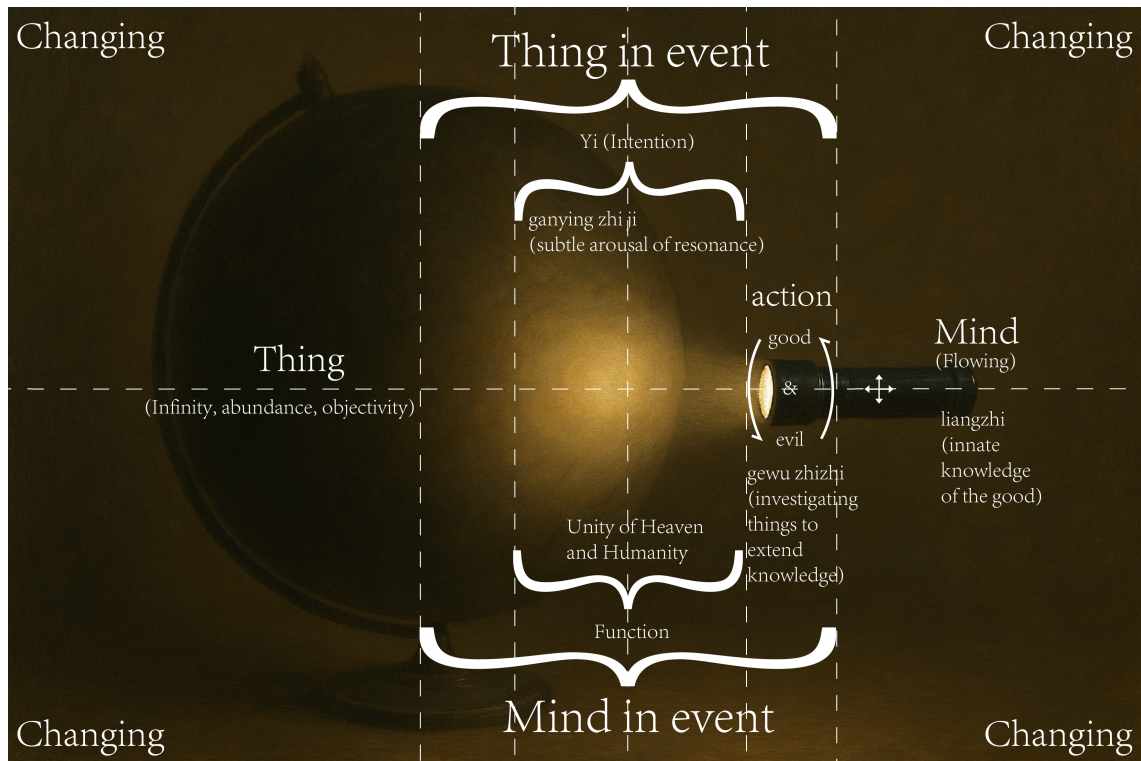 Changing
Changing
Thing in event
Yi (Intention)
ganying zhi ji
(subtle arousal of resonance)
action
good
Mind
(Flowing)
Thing
&
(Infinity, abundance, objectivity)
liangzhi
(innate
knowledge
of the good)
evil
gewu zhizhi
(investigating
things to
extend
knowledge)
Unity of Heaven
and Humanity
Function
Mind in event
Changing
Changing